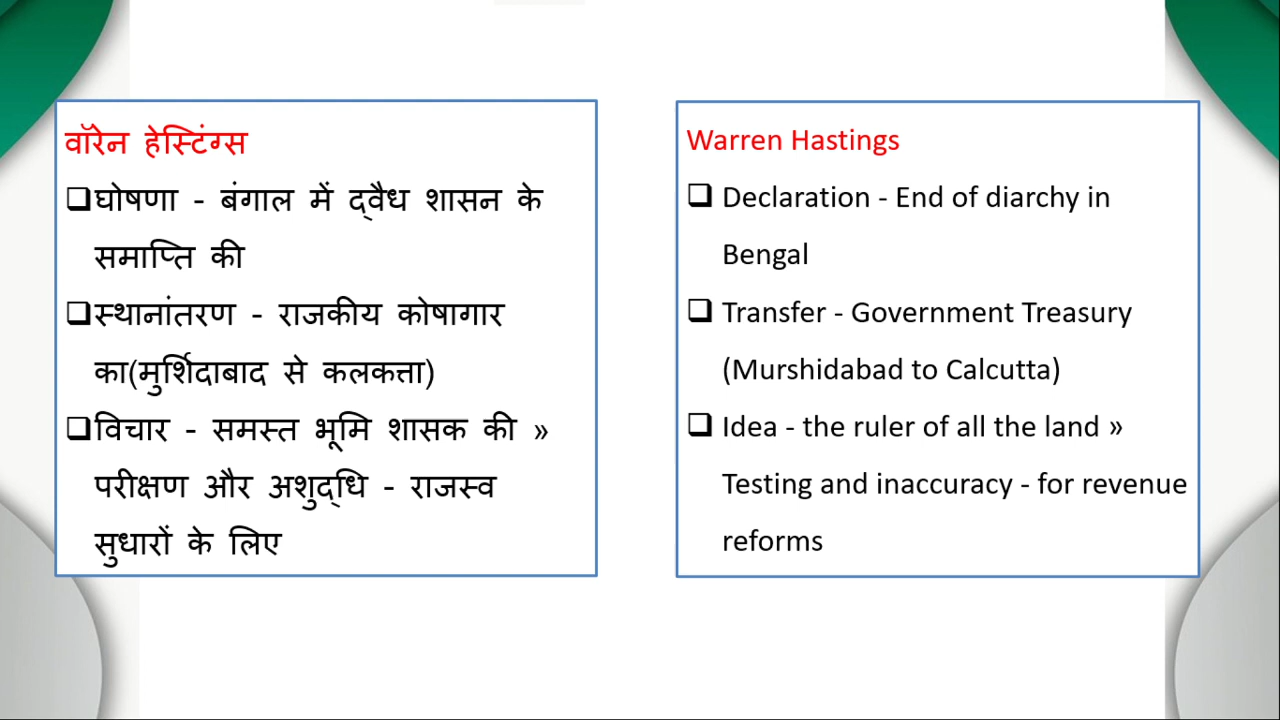 वॉरेन हेस्टिंग्स
❑घोषणा - बंगाल में द्वैध शासन के
समाप्ति की
❑स्थानांतरण - राजकीय कोषागार
का(मुर्शिदाबाद से कलकत्ता)
❑विचार - समस्त भूमि शासक की »
परीक्षण और अशुद्धि - राजस्व
सुधारों के लिए
Warren Hastings
❑ Declaration - End of diarchy in
Bengal
❑ Transfer - Government Treasury
(Murshidabad to Calcutta)
❑ Idea - the ruler of all the land »
Testing and inaccuracy - for revenue
reforms